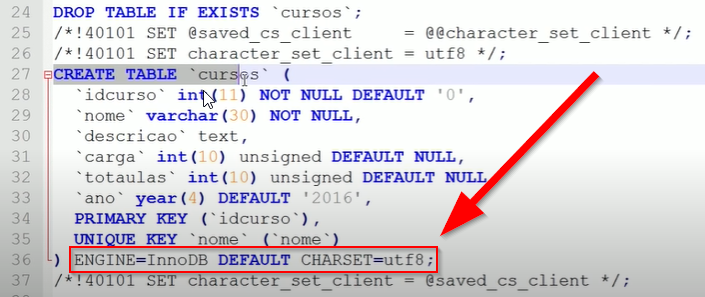 24 DROP TABLE IF EXISTS `cursos`;
25 /*!40101 SET @saved_cs_client     = @@character_set_client */;
26 /*!40101 SET character_set_client = utf8 */;
27 CREATE TABLE `cursos` (
28   `idcurso` int(11) NOT NULL DEFAULT '0',
29   `nome` varchar(30) NOT NULL,
30   `descricao` text,
31   `carga` int(10) unsigned DEFAULT NULL,
32   `totaulas` int(10) unsigned DEFAULT NULL,
33   `ano` year(4) DEFAULT '2016',
34   PRIMARY KEY (`idcurso`),
35   UNIQUE KEY `nome` (`nome`)
36 ) ENGINE=InnoDB DEFAULT CHARSET=utf8;
37 /*!40101 SET character_set_client = @saved_cs_client */;